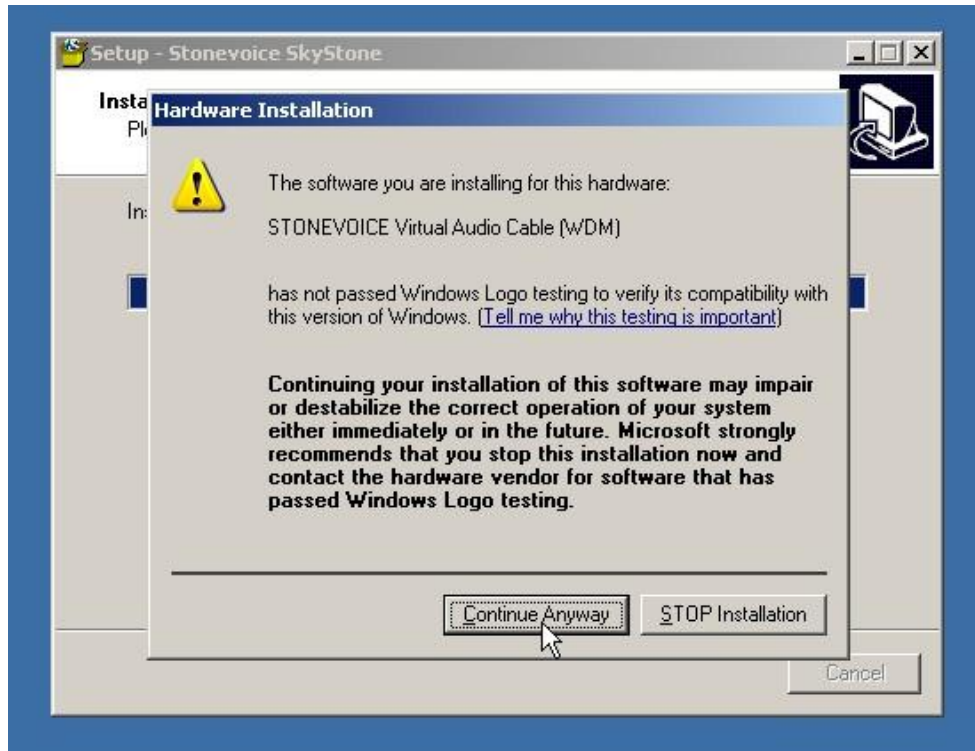 Setup - Stonevoice SkyStone
Insta
Pl
Hardware Installation
In
The software you are installing for this hardware:
STONEVOICE Virtual Audio Cable (WDM)
has not passed Windows Logo testing to verify its compatibility with
this version of Windows. (Tell me why this testing is important)
Continuing your installation of this software may impair
or destabilize the correct operation of your system
either immediately or in the future. Microsoft strongly
recommends that you stop this installation now and
contact the hardware vendor for software that has
passed Windows Logo testing.
Continue Anyway STOP Installation
Cancel